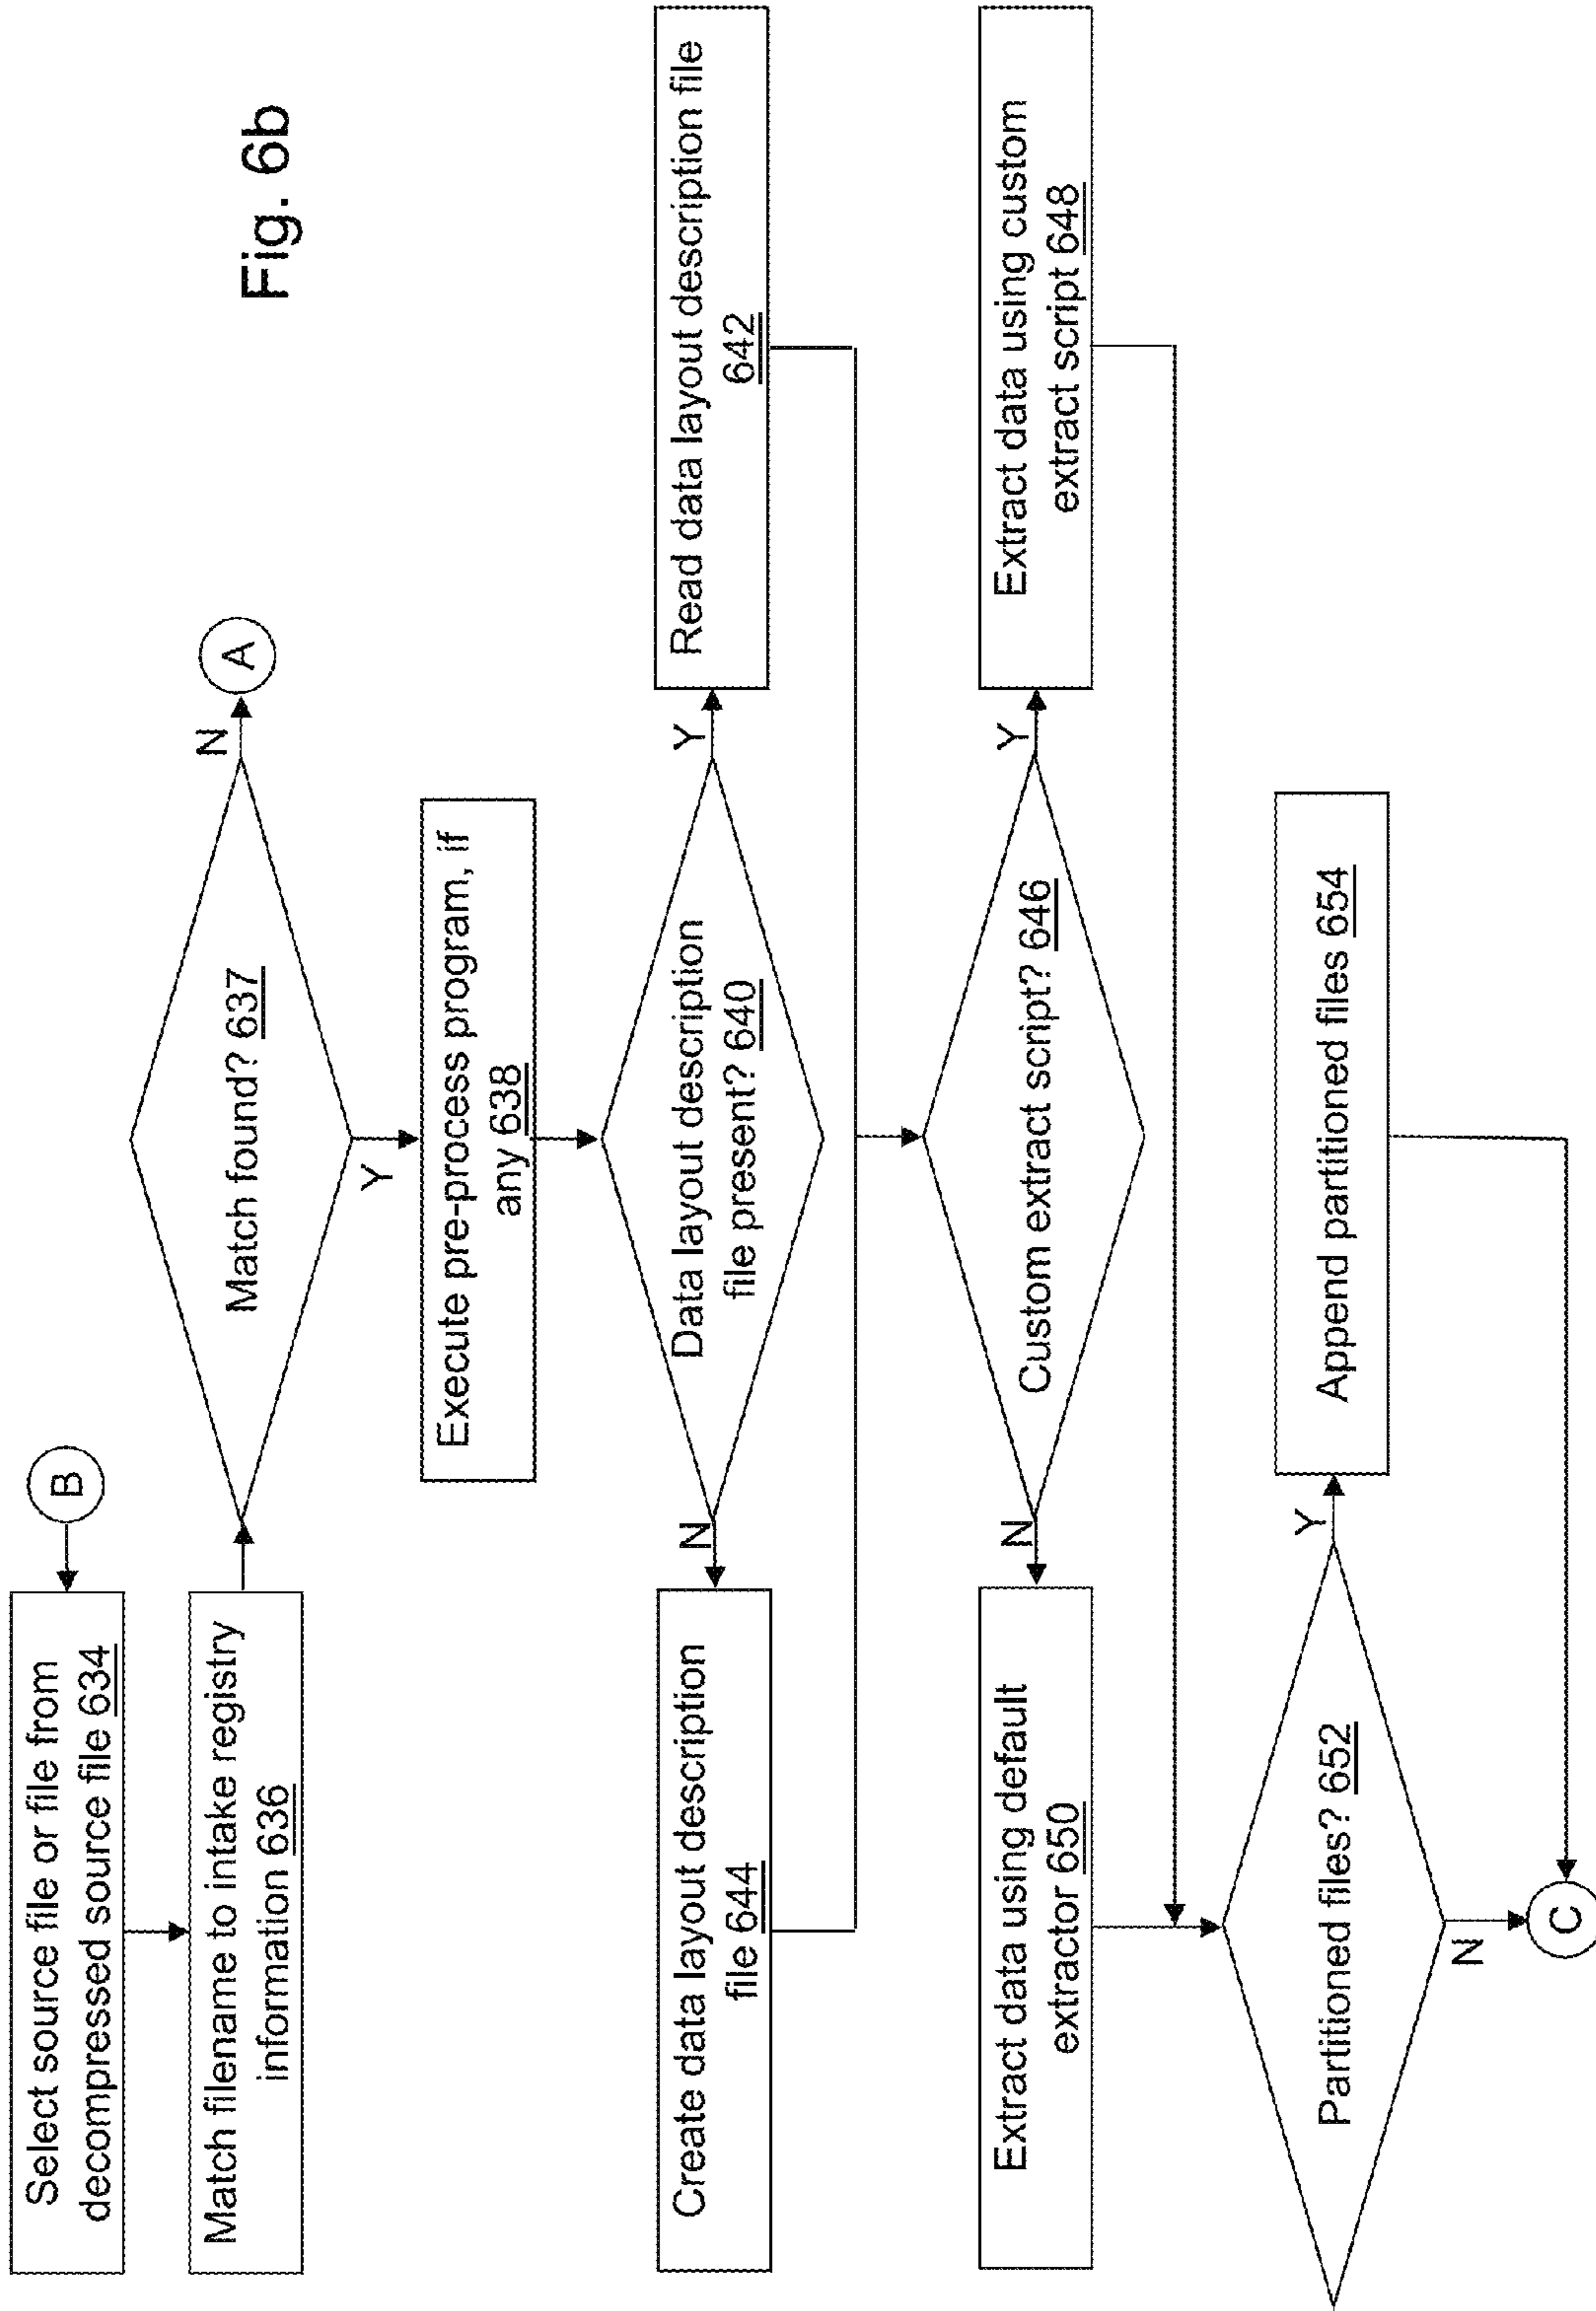 Fig. 6b
B
Select source file or file from
decompressed source file 634
Match filename to intake registry
information 636
Match found? 637
N
A
Y
Execute pre-process program, if
any 638
Data layout description
file present? 640
N
Y
Create data layout description
file 644
Read data layout description file
642
Custom extract script? 646
N
Y
Extract data using default
extractor 650
Extract data using custom
extract script 648
Partitioned files? 652
Y
Append partitioned files 654
N
C